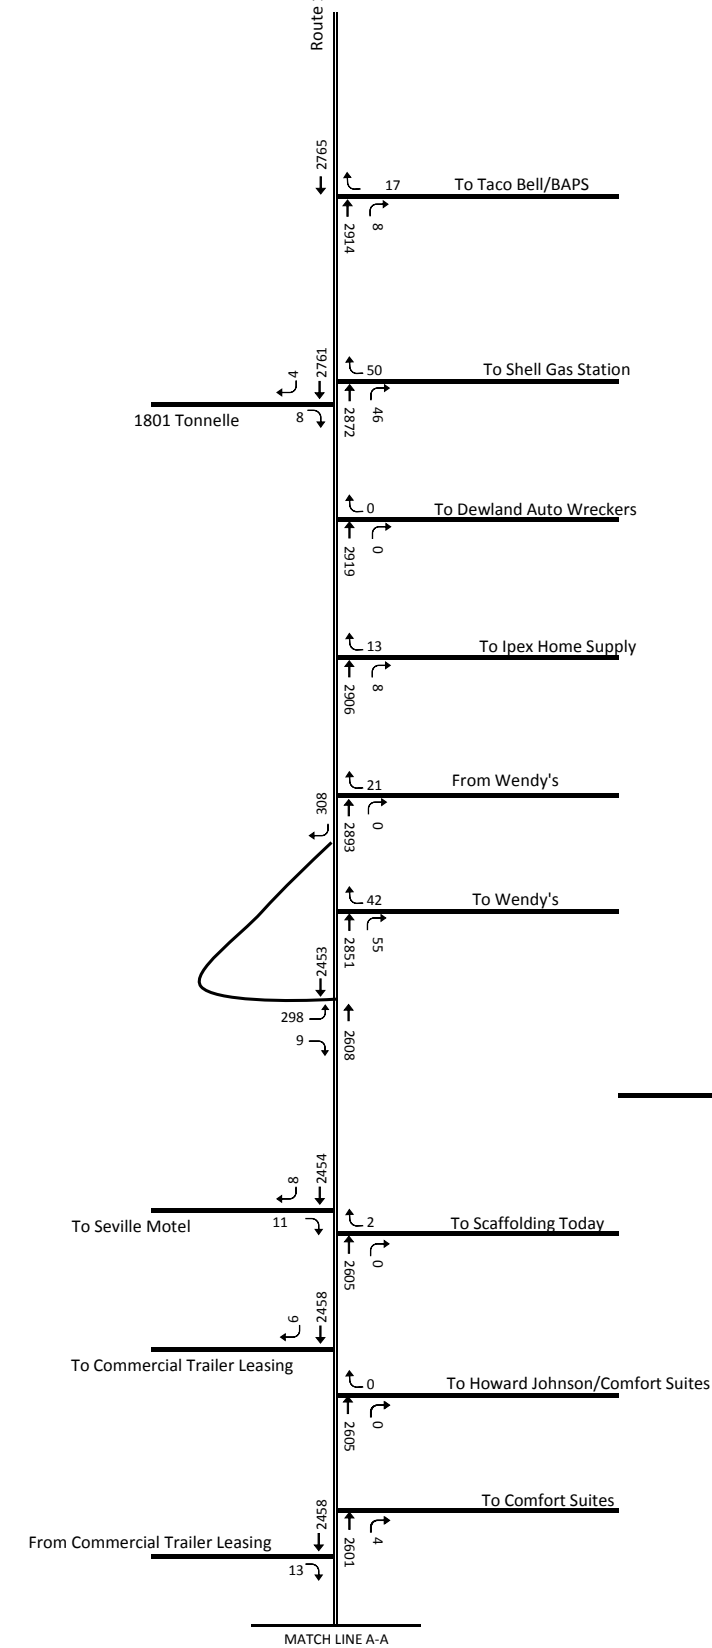 Route
2765
17
To Taco Bell/BAPS
2914
8
4
2761
50
To Shell Gas Station
1801 Tonnelle
8
2872
46
0
To Dewland Auto Wreckers
2919
0
13
To Ipex Home Supply
2906
8
308
21
From Wendy's
2893
0
42
To Wendy's
2851
55
2453
298
2608
9
8
2454
To Seville Motel
11
2
To Scaffolding Today
2605
0
2458
To Commercial Trailer Leasing
0
To Howard Johnson/Comfort Suites
2605
0
2458
To Comfort Suites
2601
4
From Commercial Trailer Leasing
13
MATCH LINE A-A